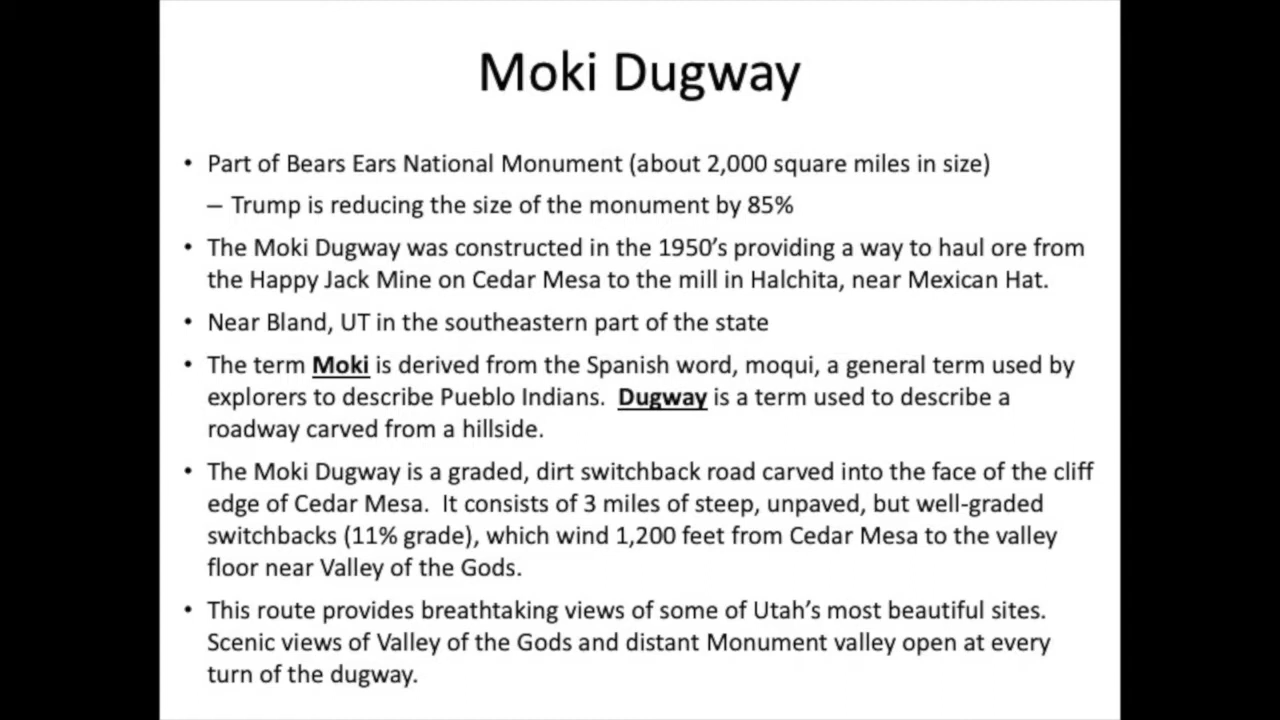 Moki Dugway
• Part of Bears Ears National Monument (about 2,000 square miles in size)
– Trump is reducing the size of the monument by 85%
• The Moki Dugway was constructed in the 1950’s providing a way to haul ore from
the Happy Jack Mine on Cedar Mesa to the mill in Halchita, near Mexican Hat.
• Near Bland, UT in the southeastern part of the state
• The term Moki is derived from the Spanish word, moqui, a general term used by
explorers to describe Pueblo Indians. Dugway is a term used to describe a
roadway carved from a hillside.
• The Moki Dugway is a graded, dirt switchback road carved into the face of the cliff
edge of Cedar Mesa. It consists of 3 miles of steep, unpaved, but well-graded
switchbacks (11% grade), which wind 1,200 feet from Cedar Mesa to the valley
floor near Valley of the Gods.
• This route provides breathtaking views of some of Utah’s most beautiful sites.
Scenic views of Valley of the Gods and distant Monument valley open at every
turn of the dugway.